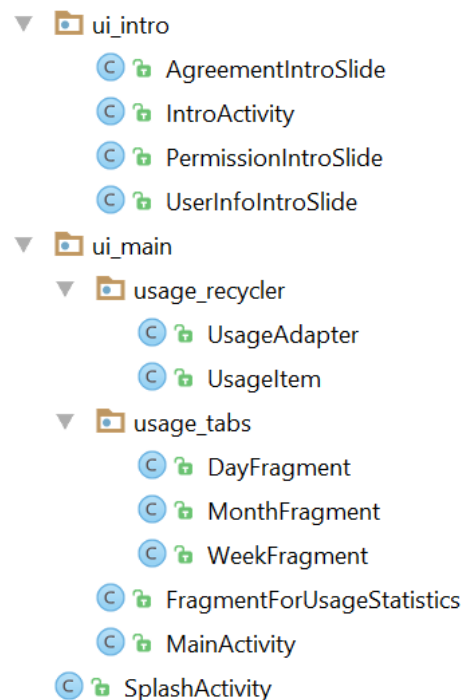 ui_intro
AgreementIntroSlide
IntroActivity
PermissionIntroSlide
UserInfoIntroSlide
ui_main
usage_recycler
UsageAdapter
UsageItem
usage_tabs
DayFragment
MonthFragment
WeekFragment
FragmentForUsageStatistics
MainActivity
SplashActivity